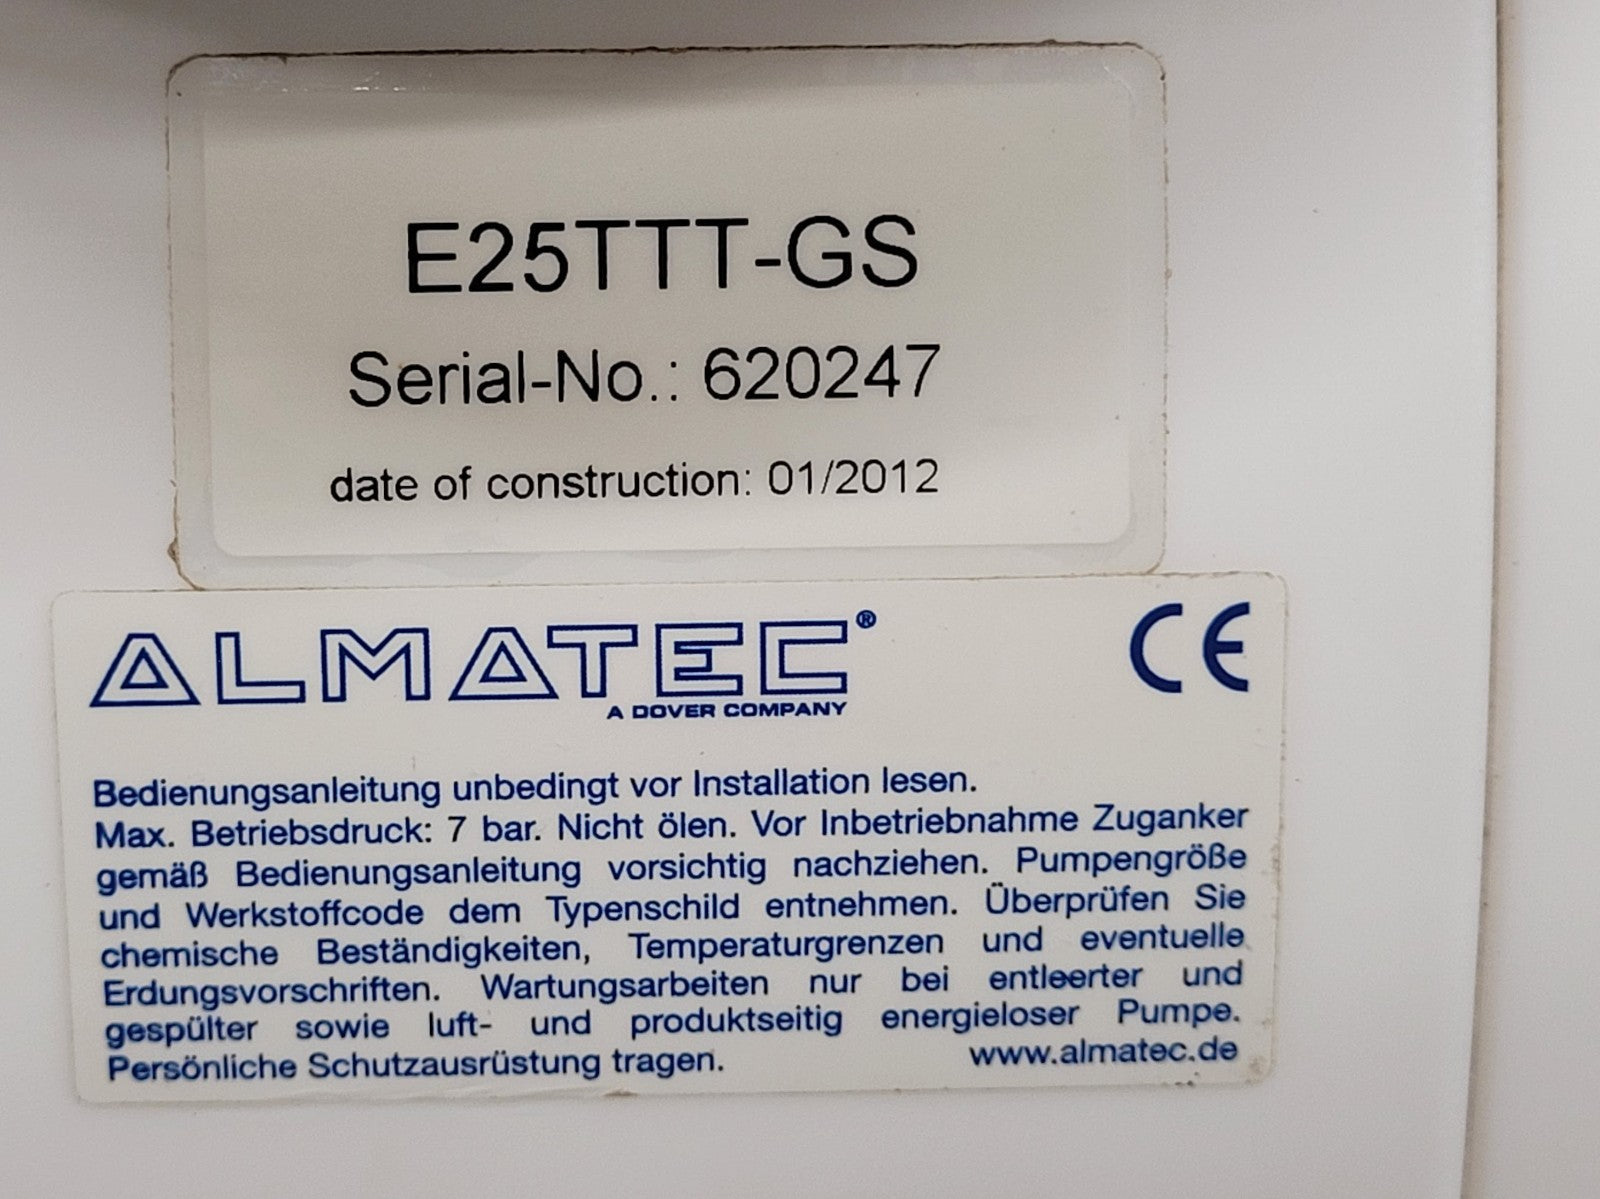 E25TTT-GS
Serial-No.: 620247
date of construction: 01/2012
ALMATEC®
A DOVER COMPANY
CE
Bedienungsanleitung unbedingt vor Installation lesen.
Max. Betriebsdruck: 7 bar. Nicht ölen. Vor Inbetriebnahme Zuganker
gemäß Bedienungsanleitung vorsichtig nachziehen. Pumpengröße
und Werkstoffcode dem Typenschild entnehmen. Überprüfen Sie
chemische Beständigkeiten, Temperaturgrenzen und eventuelle
Erdungsvorschriften. Wartungsarbeiten nur bei entleerter und
gespülter sowie luft- und produktseitig energieloser Pumpe.
Persönliche Schutzausrüstung tragen. www.almatec.de